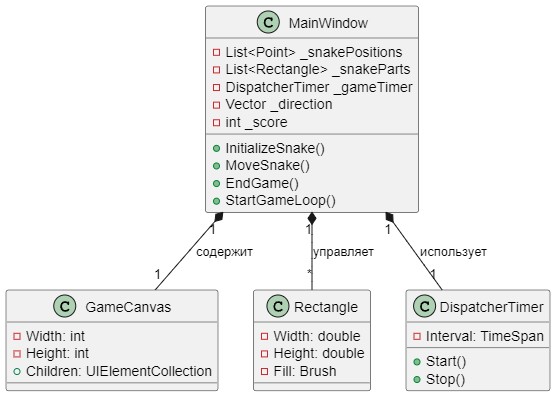 C MainWindow
List<Point> _snakePositions
List<Rectangle> _snakeParts
DispatcherTimer _gameTimer
Vector _direction
int _score
InitializeSnake()
MoveSnake()
EndGame()
StartGameLoop()
1 1 1
содержит управляет использует
1 * 1
C GameCanvas
Width: int
Height: int
Children: UIElementCollection
C Rectangle
Width: double
Height: double
Fill: Brush
C DispatcherTimer
Interval: TimeSpan
Start()
Stop()